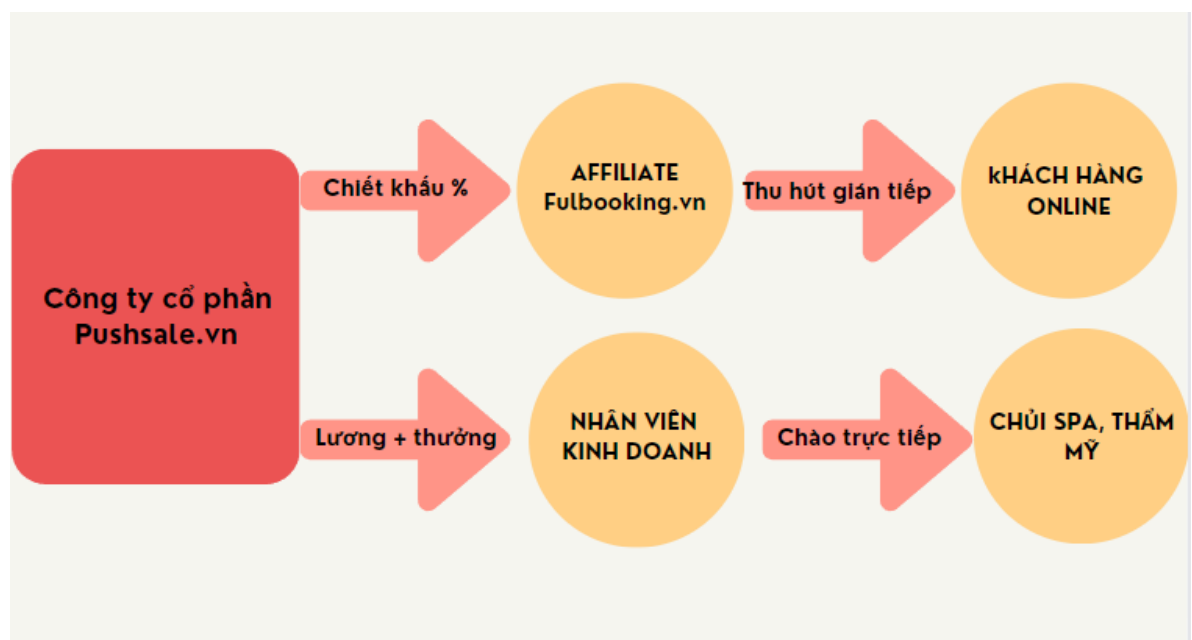 Công ty cổ phần
Pushsale.vn
Chiết khấu %
AFFILIATE
Fulbooking.vn
Thu hút gián tiếp
kHÁCH HÀNG
ONLINE
Lương + thưởng
NHÂN VIÊN
KINH DOANH
Chào trực tiếp
CHỦI SPA, THẨM
MỸ